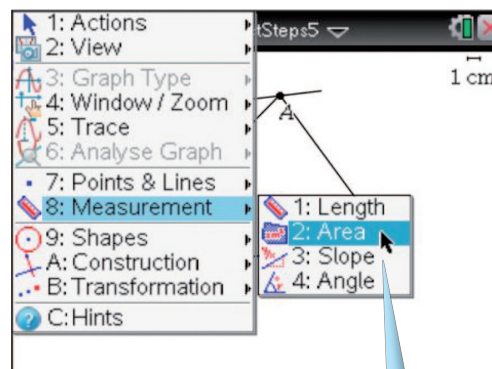 1: Actions
2: View
3: Graph Type
4: Window / Zoom
5: Trace
6: Analyse Graph
7: Points & Lines
8: Measurement
9: Shapes
A: Construction
B: Transformation
C: Hints
tSteps5
1 cm
A
1: Length
2: Area
3: Slope
4: Angle